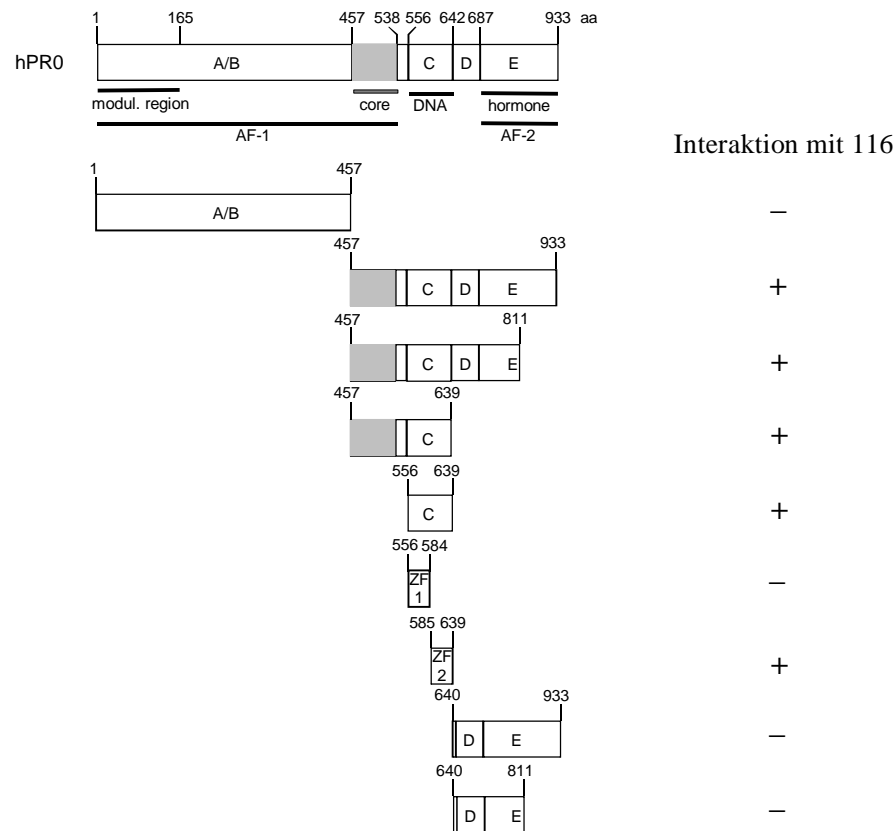 1 165 457 538 556 642 687 933 aa
hPR0 A/B C D E
modul. region core DNA hormone
AF-1 AF-2
Interaktion mit 116
1 457
A/B –
457 933
C D E +
457 811
C D E +
457 639
C +
556 639
C +
556 584
ZF
1 –
585 639
ZF
2 +
640 933
D E –
640 811
D E –